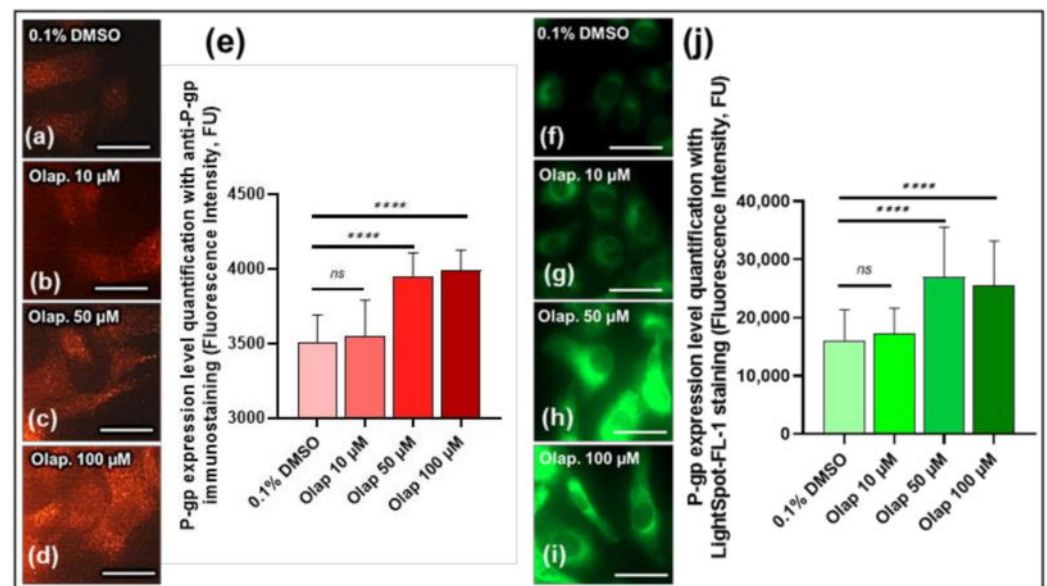 0.1% DMSO
(a)
Olap. 10 µM
(b)
Olap. 50 µM
(c)
Olap. 100 µM
(d)
(e)
P-gp expression level quantification with anti-P-gp
immunostaining (Fluorescence Intensity, FU)
4500
4000
3500
3000
****
****
ns
0.1% DMSO
Olap 10 µM
Olap 50 µM
Olap 100 µM
0.1% DMSO
(f)
Olap. 10 µM
(g)
Olap. 50 µM
(h)
Olap. 100 µM
(i)
(j)
P-gp expression level quantification with
LightSpot-FL-1 staining (Fluorescence Intensity, FU)
40,000
30,000
20,000
10,000
0
****
****
ns
0.1% DMSO
Olap 10 µM
Olap 50 µM
Olap 100 µM